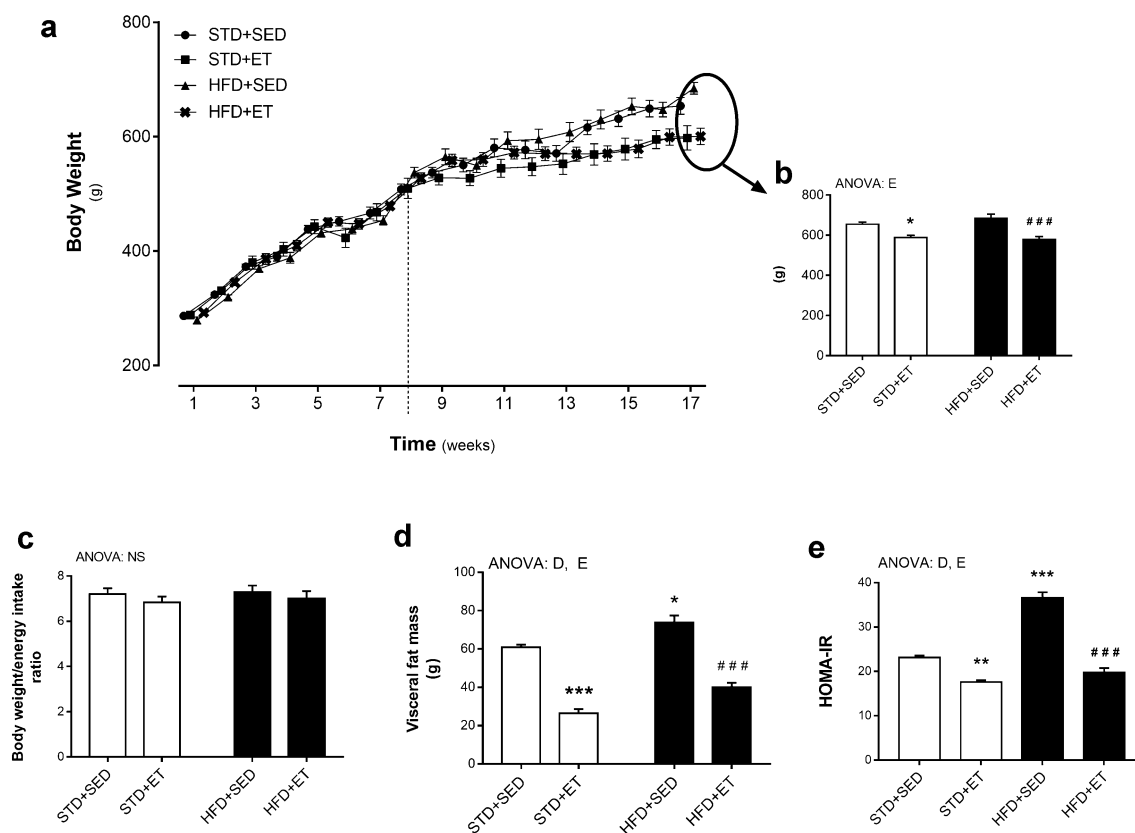 a
800
600
400
200
Body Weight
(g)
STD+SED
STD+ET
HFD+SED
HFD+ET
1 3 5 7 9 11 13 15 17
Time (weeks)
b
ANOVA: E
800
600
400
200
0
(g)
*
# # #
STD+SED STD+ET HFD+SED HFD+ET
c
ANOVA: NS
8
6
4
2
0
Body weight/energy intake
ratio
STD+SED STD+ET HFD+SED HFD+ET
d
ANOVA: D, E
100
80
60
40
20
0
Visceral fat mass
(g)
***
*
# # #
STD+SED STD+ET HFD+SED HFD+ET
e
ANOVA: D, E
40
30
20
10
0
HOMA-IR
**
***
# # #
STD+SED STD+ET HFD+SED HFD+ET